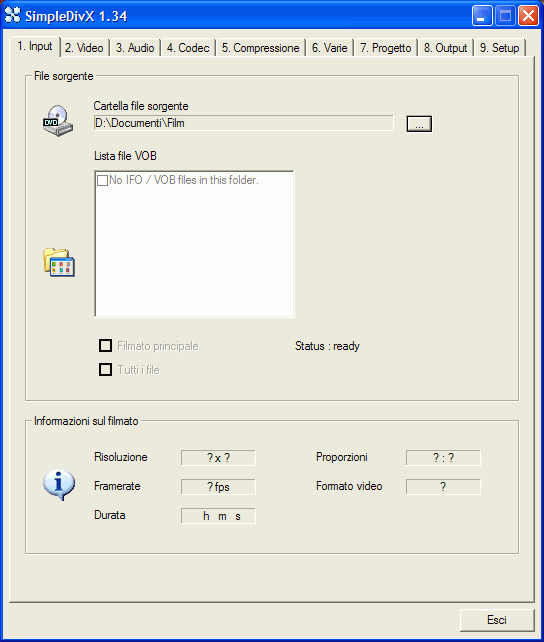 SimpleDivX 1.34
1. Input 2. Video 3. Audio 4. Codec 5. Compressione 6. Varie 7. Progetto 8. Output 9. Setup
File sorgente
Cartella file sorgente
DVD
D:\Documenti\Film ...
Lista file VOB
No IFO / VOB files in this folder.
Filmato principale Status : ready
Tutti i file
Informazioni sul filmato
Risoluzione ? x ? Proporzioni ? : ?
Framerate ? fps Formato video ?
Durata h m s
Esci